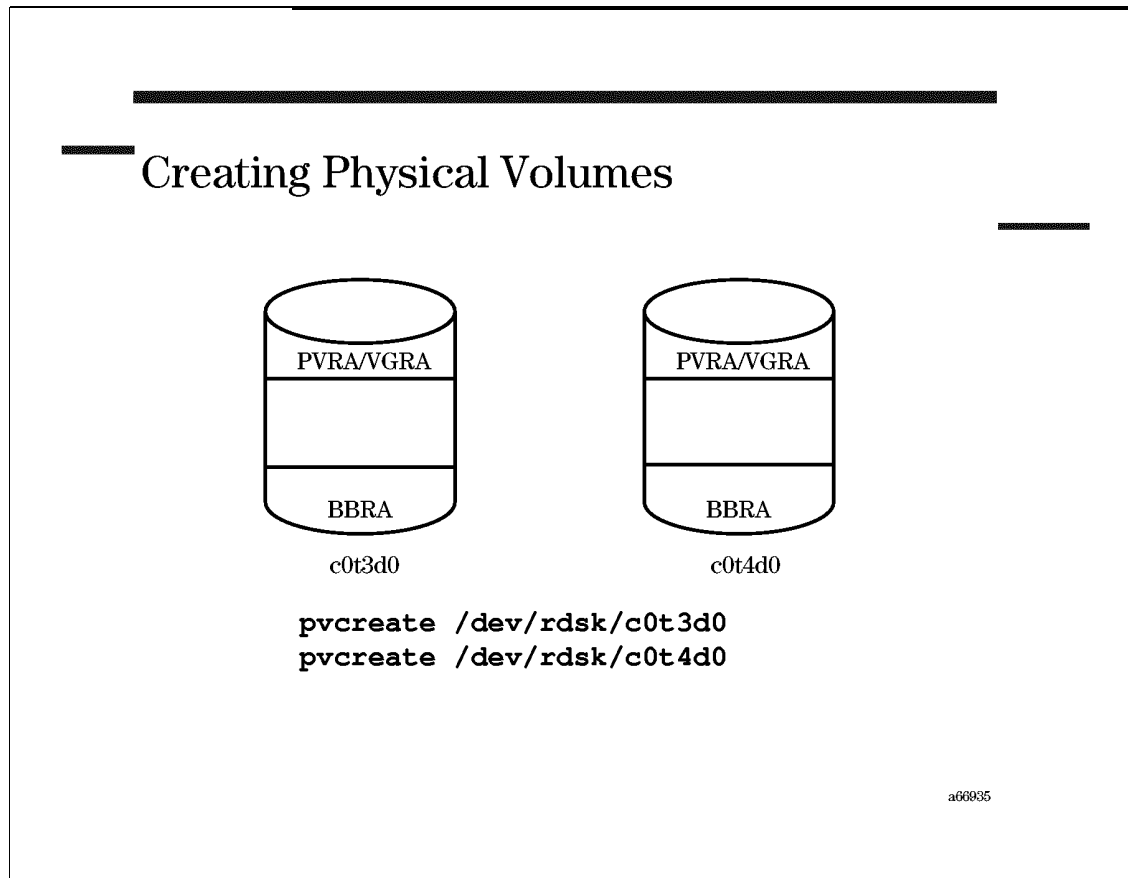 Creating Physical Volumes
PVRA/VGRA
PVRA/VGRA
BBRA
BBRA
c0t3d0
c0t4d0
pvcreate /dev/rdsk/c0t3d0
pvcreate /dev/rdsk/c0t4d0
a66935